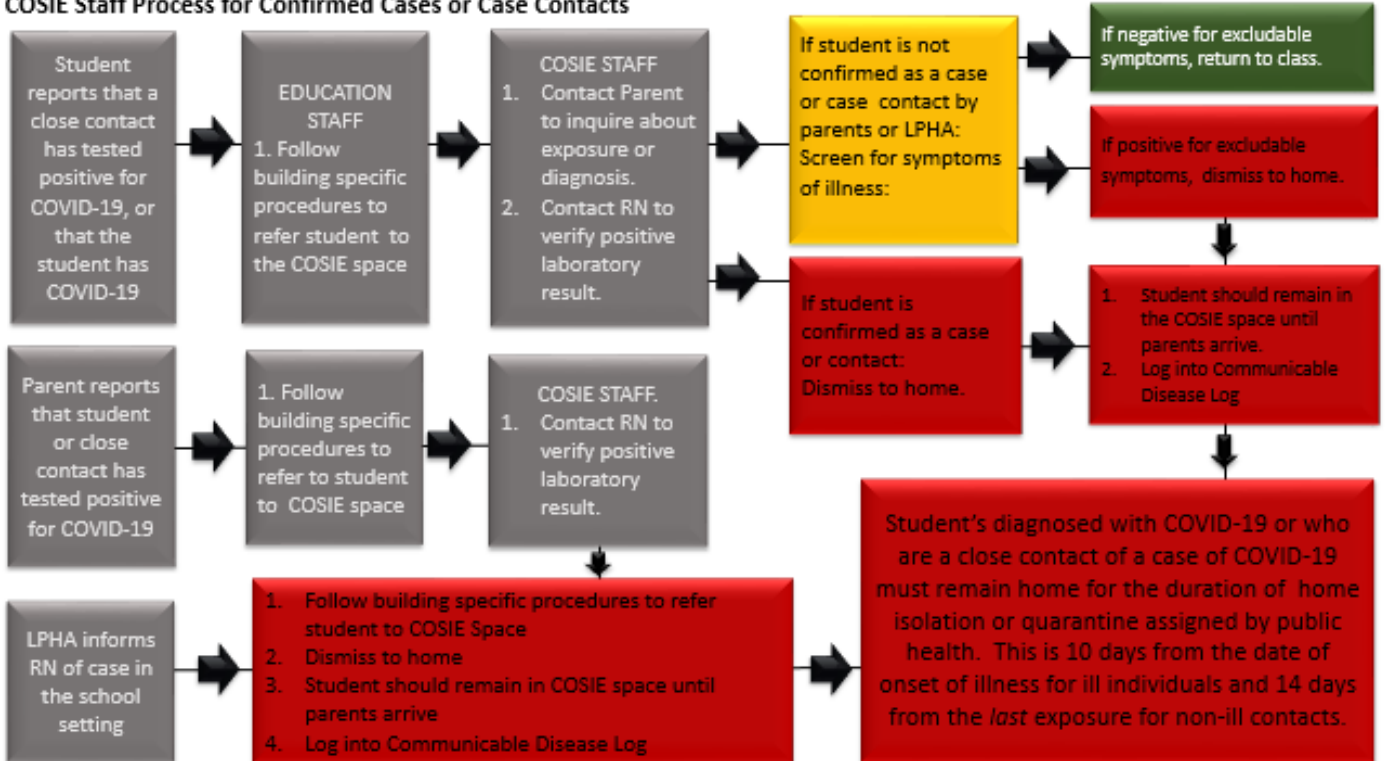 COSIE Staff Process for Confirmed Cases or Case Contacts
Student
reports that a
close contact
has tested
positive for
COVID-19, or
that the
student has
COVID-19
EDUCATION
STAFF
1. Follow
building specific
procedures to
refer student to
the COSIE space
COSIE STAFF
1. Contact Parent
to inquire about
exposure or
diagnosis.
2. Contact RN to
verify positive
laboratory
result.
If student is not
confirmed as a case
or case contact by
parents or LPHA:
Screen for symptoms
of illness:
If negative for excludable
symptoms, return to class.
If positive for excludable
symptoms, dismiss to home.
If student is
confirmed as a case
or contact:
Dismiss to home.
1. Student should remain in
the COSIE space until
parents arrive.
2. Log into Communicable
Disease Log
Parent reports
that student
or close
contact has
tested positive
for COVID-19
1. Follow
building specific
procedures to
refer to student
to COSIE space
COSIE STAFF.
1. Contact RN to
verify positive
laboratory
result.
LPHA informs
RN of case in
the school
setting
1. Follow building specific procedures to refer
student to COSIE Space
2. Dismiss to home
3. Student should remain in COSIE space until
parents arrive
4. Log into Communicable Disease Log
Student's diagnosed with COVID-19 or who
are a close contact of a case of COVID-19
must remain home for the duration of home
isolation or quarantine assigned by public
health. This is 10 days from the date of
onset of illness for ill individuals and 14 days
from the last exposure for non-ill contacts.